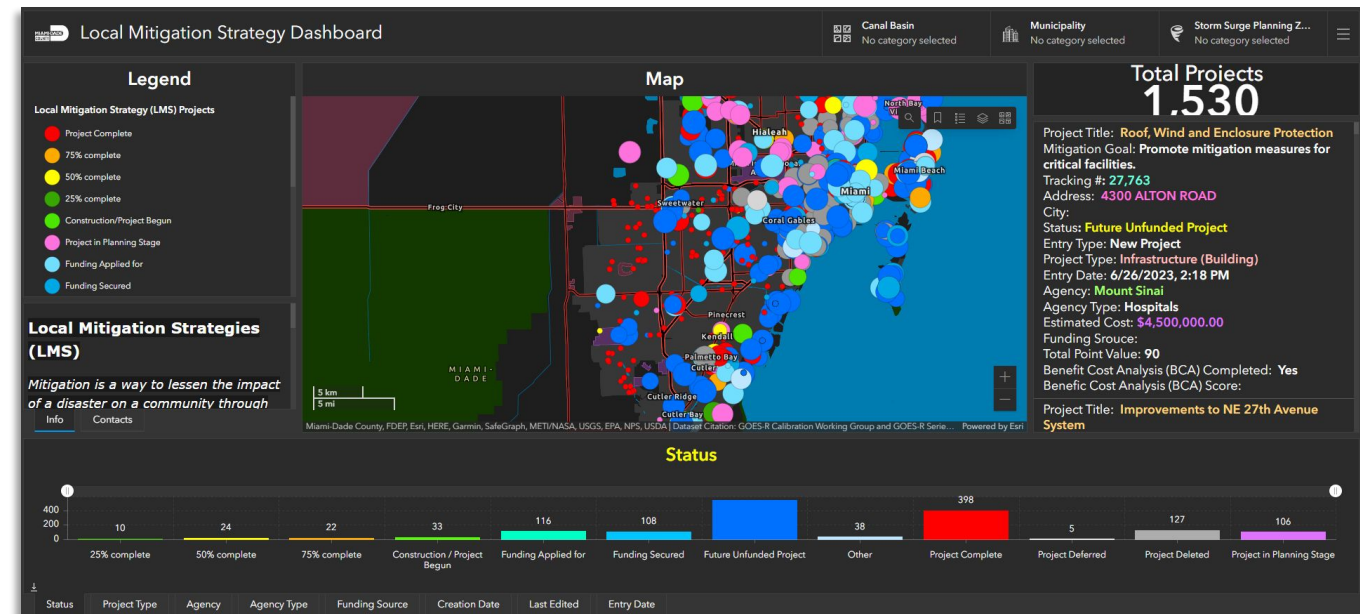 MIAMI-DADE
COUNTY
Local Mitigation Strategy Dashboard
Canal Basin
No category selected
Municipality
No category selected
Storm Surge Planning Z...
No category selected
Legend
Local Mitigation Strategy (LMS) Projects
Project Complete
75% complete
50% complete
25% complete
Construction/Project Begun
Project in Planning Stage
Funding Applied for
Funding Secured
Local Mitigation Strategies
(LMS)
Mitigation is a way to lessen the impact
of a disaster on a community through
Info
Contacts
Map
North Bay
Hialeah
Miami Beach
Miami
Frog City
Sweetwater
Coral Gables
Pinecrest
Kendall
Palmetto Bay
Cutler
MIAMI-
DADE
Cutler Ridge
Cutler Bay
5 km
5 mi
Miami-Dade County, FDEP, Esri, HERE, Garmin, SafeGraph, METI/NASA, USGS, EPA, NPS, USDA | Dataset Citation: GOES-R Calibration Working Group and GOES-R Serie...
Powered by Esri
Total Projects
1,530
Project Title: Roof, Wind and Enclosure Protection
Mitigation Goal: Promote mitigation measures for
critical facilities.
Tracking #: 27,763
Address: 4300 ALTON ROAD
City:
Status: Future Unfunded Project
Entry Type: New Project
Project Type: Infrastructure (Building)
Entry Date: 6/26/2023, 2:18 PM
Agency: Mount Sinai
Agency Type: Hospitals
Estimated Cost: $4,500,000.00
Funding Srouce:
Total Point Value: 90
Benefit Cost Analysis (BCA) Completed: Yes
Benefic Cost Analysis (BCA) Score:
Project Title: Improvements to NE 27th Avenue
System
Status
400
200
0
10
24
22
33
116
108
38
398
5
127
106
25% complete
50% complete
75% complete
Construction / Project
Begun
Funding Applied for
Funding Secured
Future Unfunded Project
Other
Project Complete
Project Deferred
Project Deleted
Project in Planning Stage
Status
Project Type
Agency
Agency Type
Funding Source
Creation Date
Last Edited
Entry Date